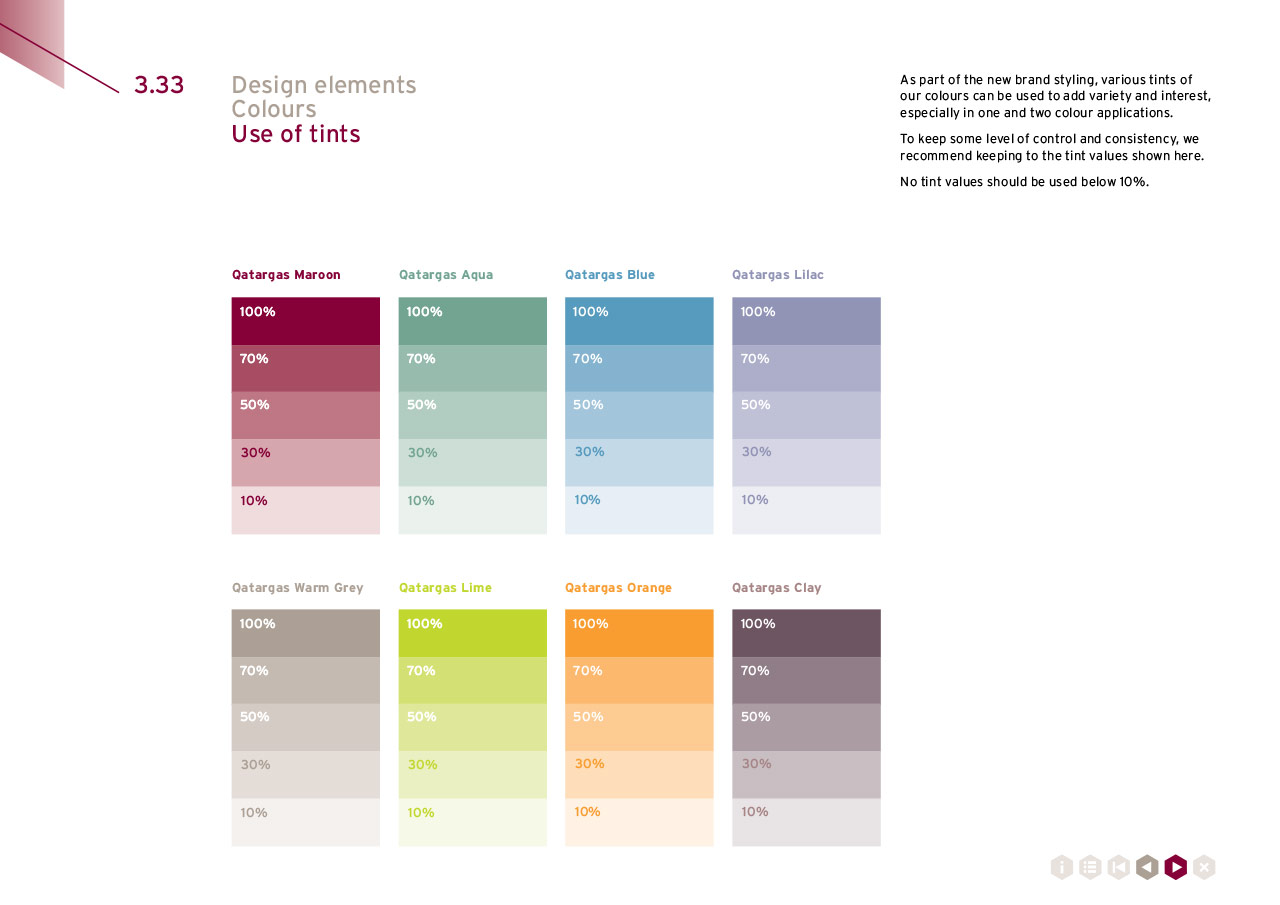 3.33
Design elements
Colours
Use of tints
As part of the new brand styling, various tints of
our colours can be used to add variety and interest,
especially in one and two colour applications.
To keep some level of control and consistency, we
recommend keeping to the tint values shown here.
No tint values should be used below 10%.
Qatargas Maroon
100%
70%
50%
30%
10%
Qatargas Aqua
100%
70%
50%
30%
10%
Qatargas Blue
100%
70%
50%
30%
10%
Qatargas Lilac
100%
70%
50%
30%
10%
Qatargas Warm Grey
100%
70%
50%
30%
10%
Qatargas Lime
100%
70%
50%
30%
10%
Qatargas Orange
100%
70%
50%
30%
10%
Qatargas Clay
100%
70%
50%
30%
10%